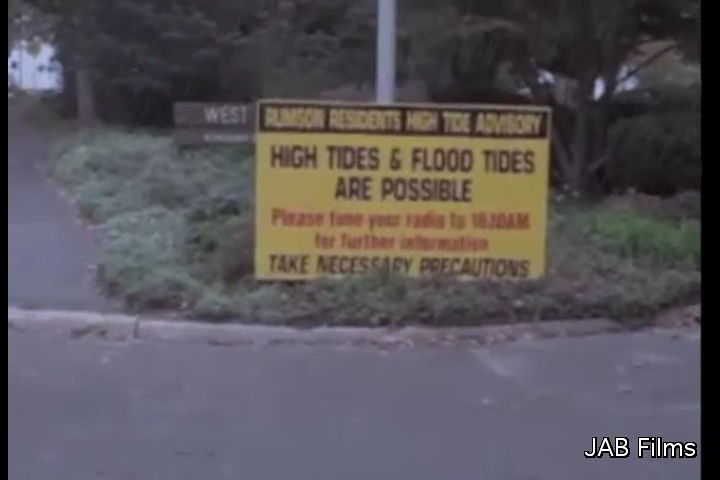 WEST
RUMSON RESIDENTS HIGH TIDE ADVISORY
HIGH TIDES & FLOOD TIDES
ARE POSSIBLE
Please tune your radio to 1630AM
for further information
TAKE NECESSARY PRECAUTIONS
JAB Films